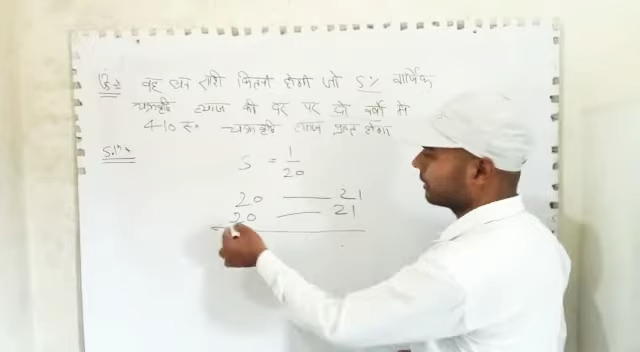 वह धन राशि कितनी होगी जो 5% वार्षिक
चक्रवृद्धि ब्याज की दर पर दो वर्षों में
410 रु० चक्रवृद्धि ब्याज प्राप्त होगा
Soln
5 = 1/20
20 — 21
20 — 21